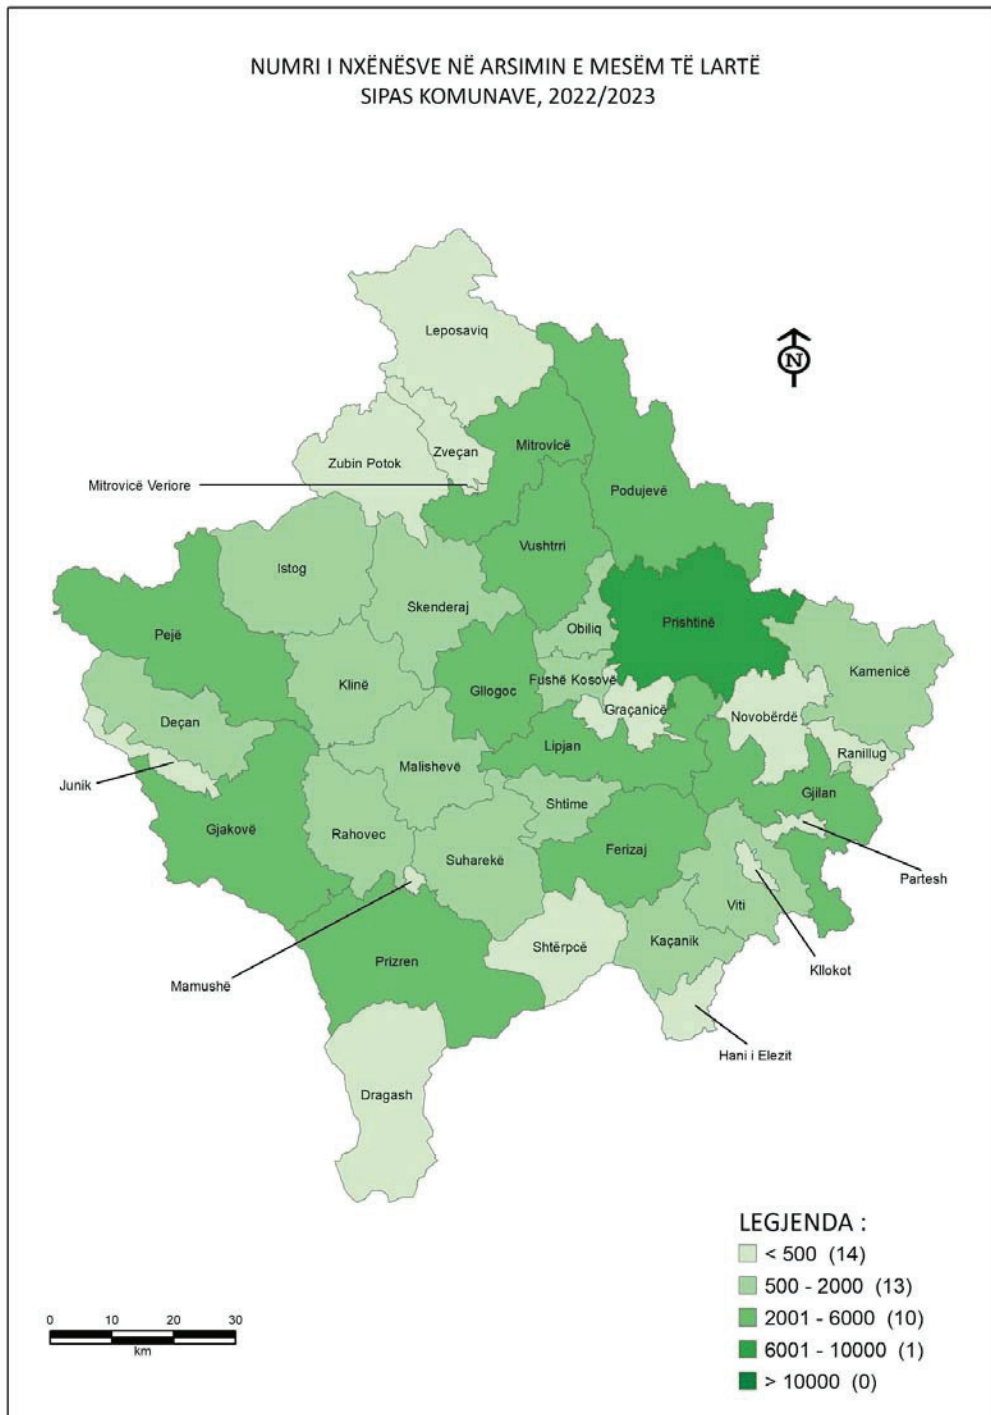 NUMRI I NXËNËSVE NË ARSIMIN E MESËM TË LARTË
SIPAS KOMUNAVE, 2022/2023
Leposaviq
N
Mitrovicë
Zveçan
Zubin Potok
Mitrovicë Veriore
Podujevë
Vushtrri
Istog
Skenderaj
Prishtinë
Obiliq
Pejë
Kamenicë
Fushë Kosovë
Klinë
Gllogoc
Graçanicë
Novobërdë
Deçan
Lipjan
Ranillug
Malishevë
Junik
Gjilan
Shtime
Gjakovë
Rahovec
Ferizaj
Suharekë
Partesh
Viti
Kaçanik
Shtërpcë
Prizren
Kllokot
Mamushë
Hani i Elezit
Dragash
LEGJENDA :
< 500 (14)
500 - 2000 (13)
2001 - 6000 (10)
6001 - 10000 (1)
> 10000 (0)
0 10 20 30
km